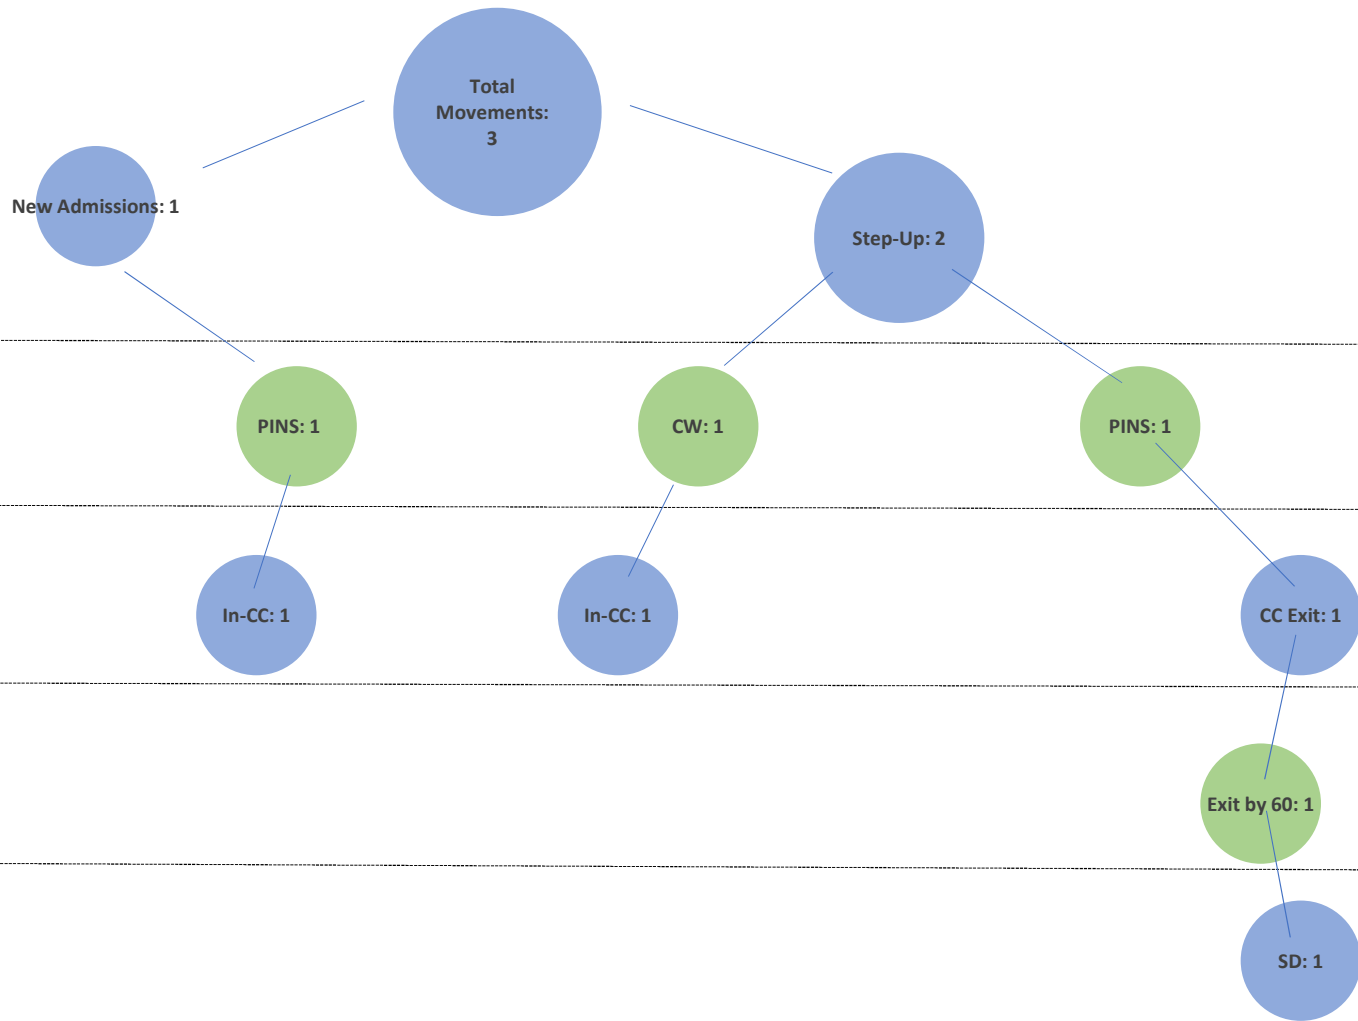 Total
Movements:
3
New Admissions: 1
Step-Up: 2
PINS: 1
CW: 1
PINS: 1
In-CC: 1
In-CC: 1
CC Exit: 1
Exit by 60: 1
SD: 1